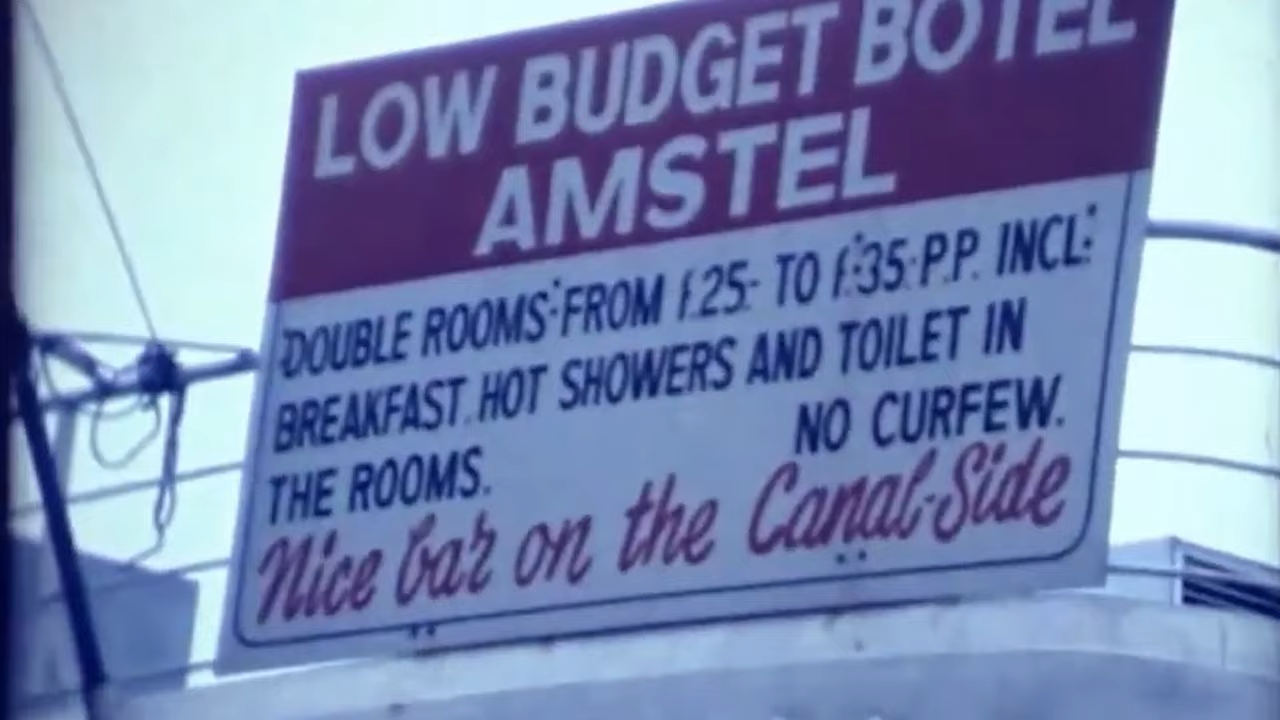 LOW BUDGET BOTEL
AMSTEL
DOUBLE ROOMS FROM f.25.- TO f.35.- P.P. INCL.
BREAKFAST. HOT SHOWERS AND TOILET IN
THE ROOMS. NO CURFEW.
Nice bar on the Canal-Side